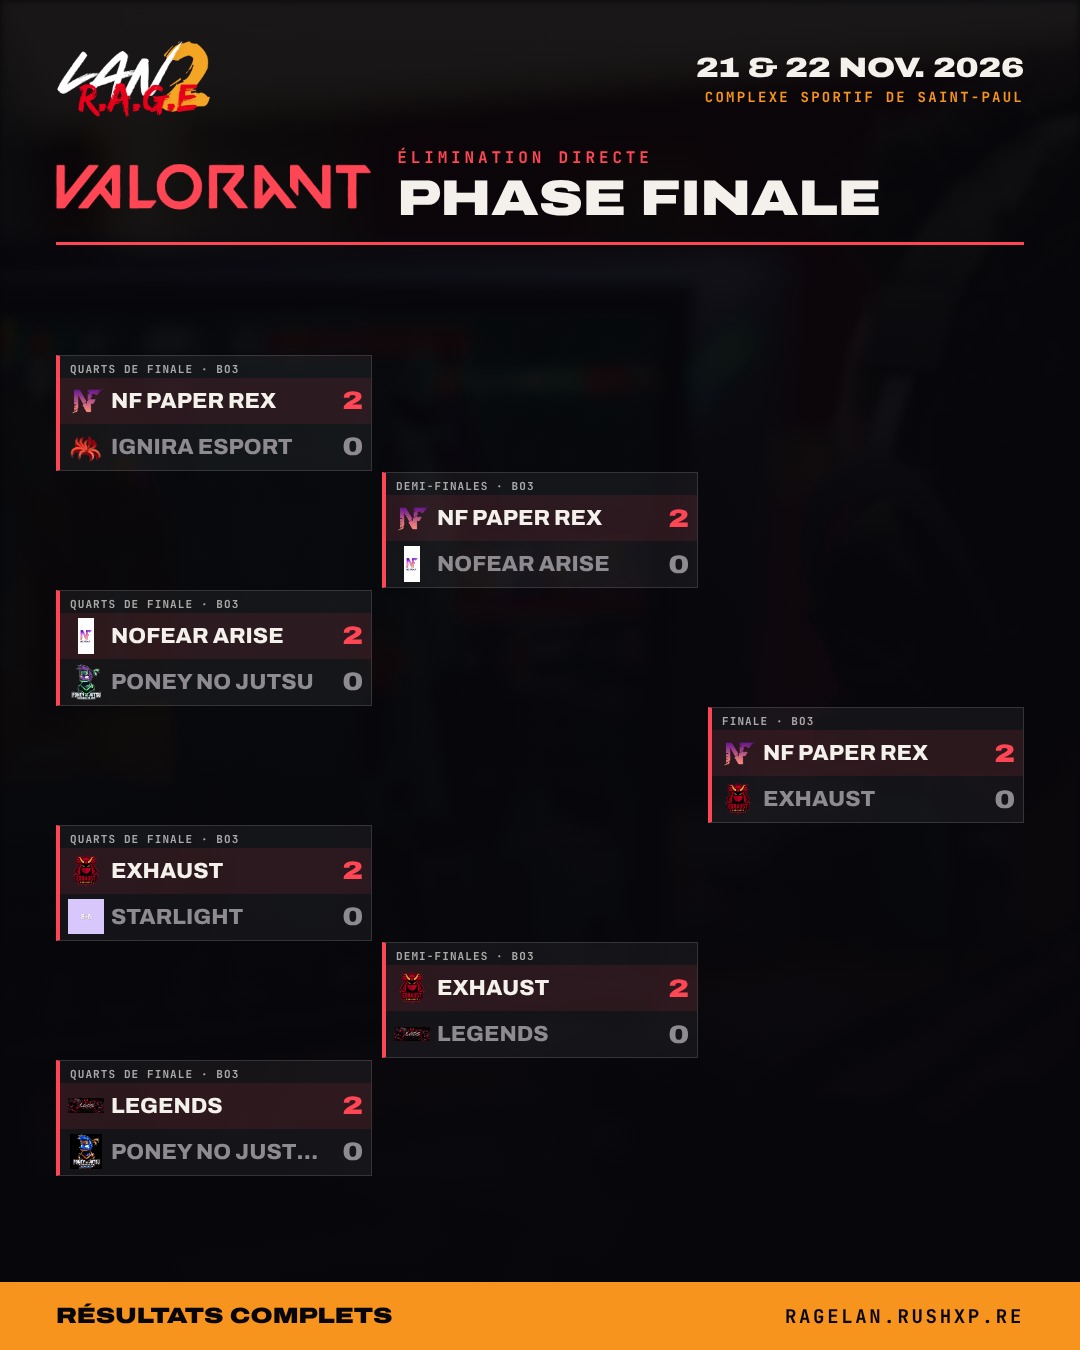 LAN 2
R.A.G.E
21 & 22 NOV. 2026
COMPLEXE SPORTIF DE SAINT-PAUL
VALORANT
ÉLIMINATION DIRECTE
PHASE FINALE
QUARTS DE FINALE · BO3
NF PAPER REX 2
IGNIRA ESPORT 0
DEMI-FINALES · BO3
NF PAPER REX 2
NOFEAR ARISE 0
QUARTS DE FINALE · BO3
NOFEAR ARISE 2
PONEY NO JUTSU 0
FINALE · BO3
NF PAPER REX 2
EXHAUST 0
QUARTS DE FINALE · BO3
EXHAUST 2
STARLIGHT 0
DEMI-FINALES · BO3
EXHAUST 2
LEGENDS 0
QUARTS DE FINALE · BO3
LEGENDS 2
PONEY NO JUST... 0
RÉSULTATS COMPLETS
RAGELAN.RUSHXP.RE